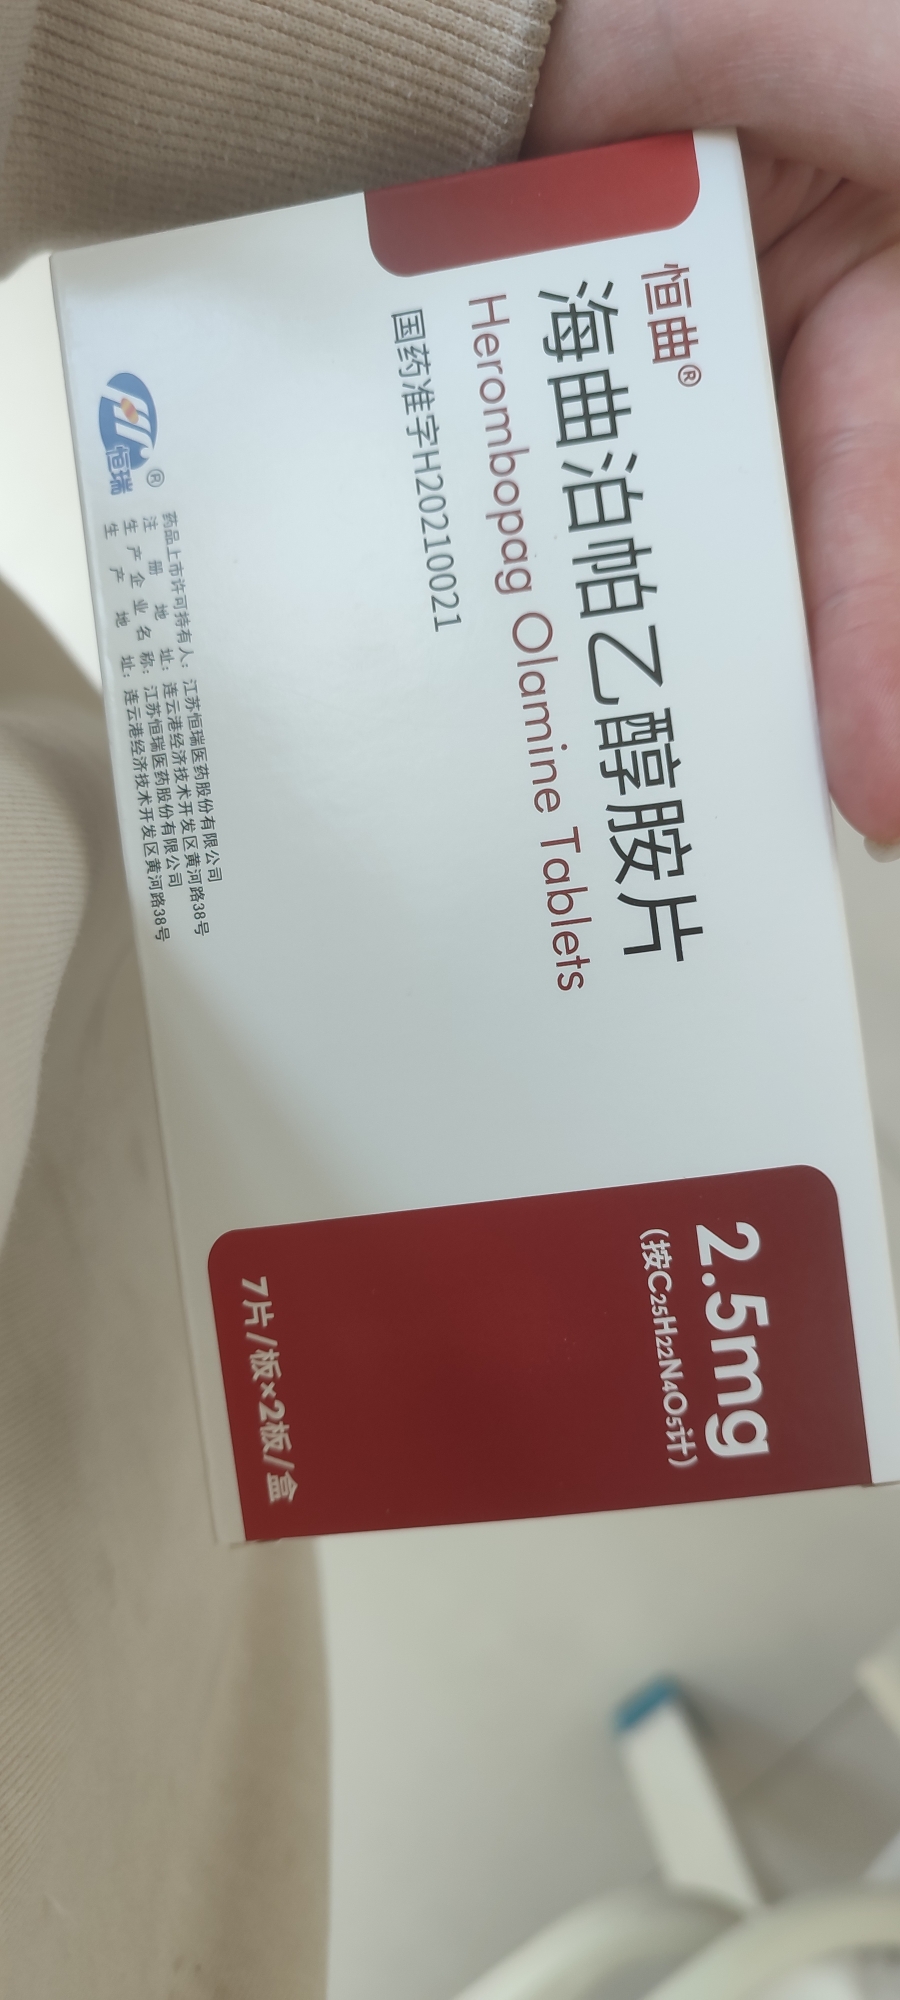 恒曲®
海曲泊帕乙醇胺片
Herombopag Olamine Tablets
国药准字H20210021
2.5mg
(按C25H22N4O5计)
7片/板×2板/盒
恒瑞®
药品上市许可持有人：江苏恒瑞医药股份有限公司
注册地址：连云港经济技术开发区黄河路38号
生产企业名称：江苏恒瑞医药股份有限公司
生产地址：连云港经济技术开发区黄河路38号